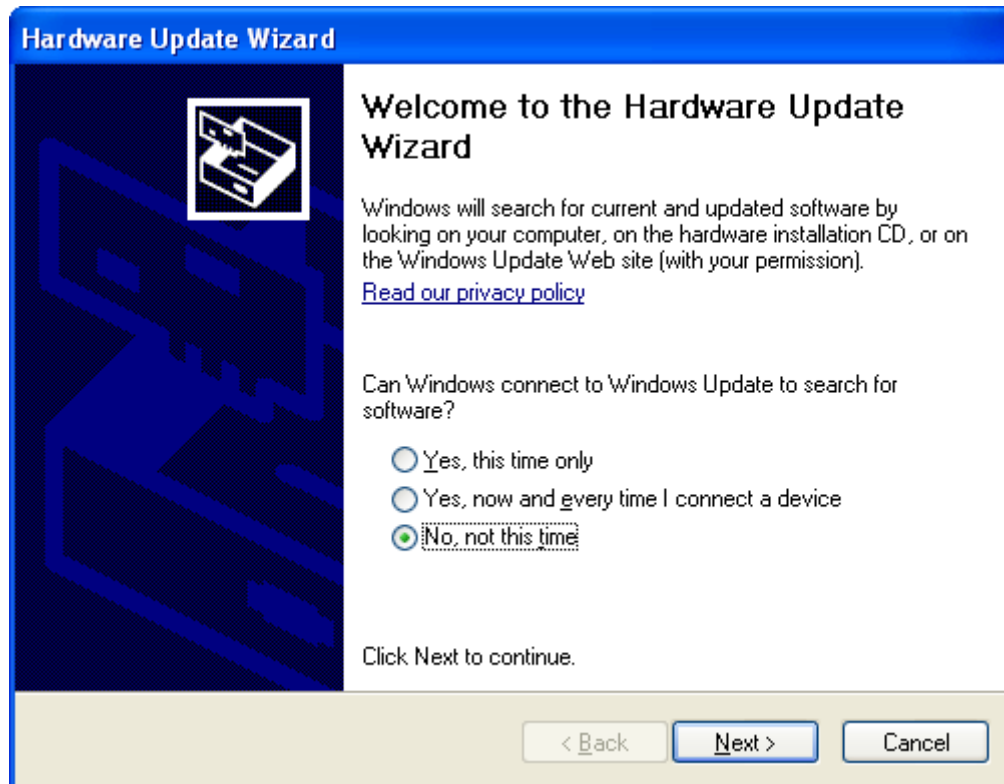 Hardware Update Wizard
Welcome to the Hardware Update
Wizard
Windows will search for current and updated software by
looking on your computer, on the hardware installation CD, or on
the Windows Update Web site (with your permission).
Read our privacy policy
Can Windows connect to Windows Update to search for
software?
Yes, this time only
Yes, now and every time I connect a device
No, not this time
Click Next to continue.
< Back
Next >
Cancel